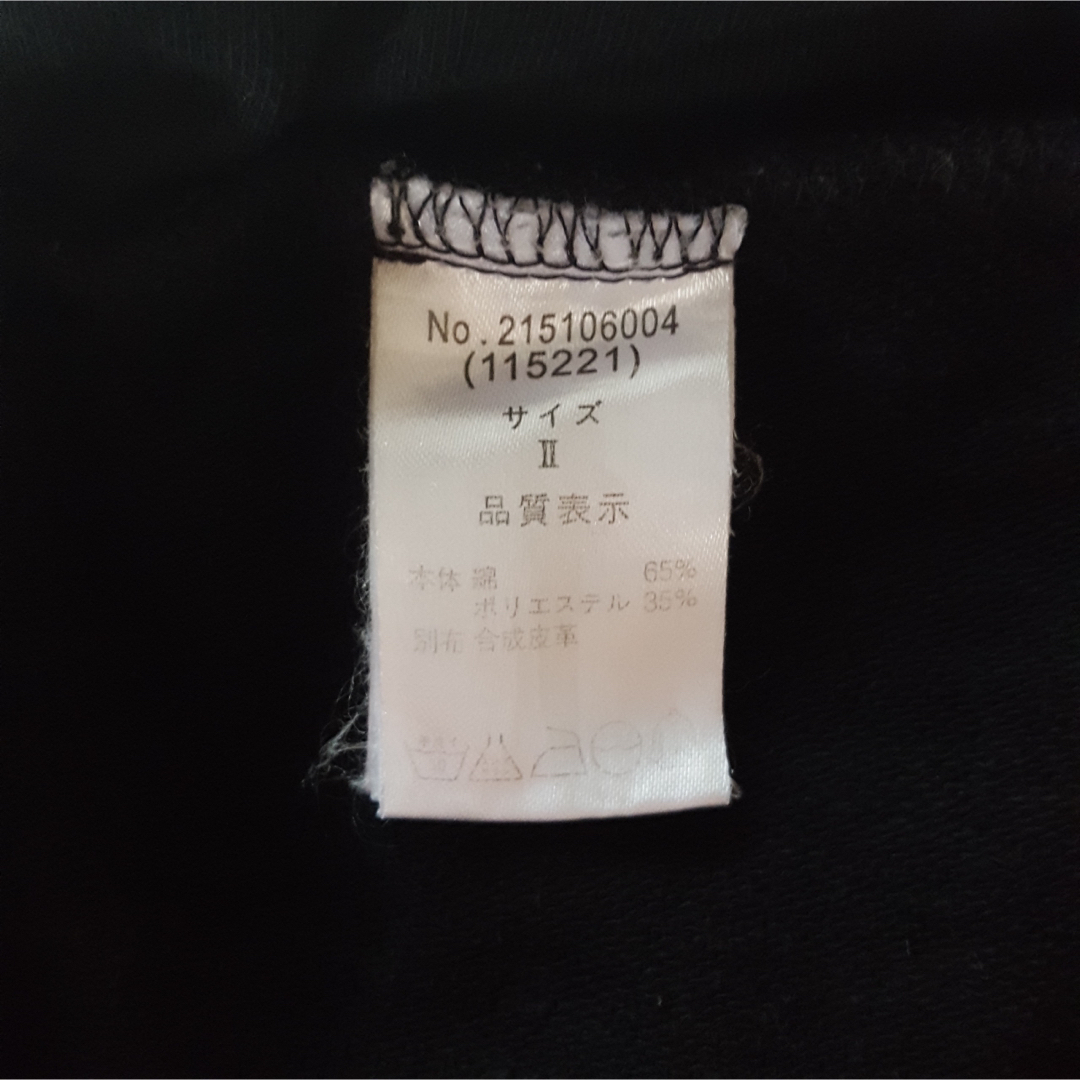 No.215106004
(115221)
サイズ
Ⅱ
品質表示
本体 綿 65%
ポリエステル 35%
別布 合成皮革